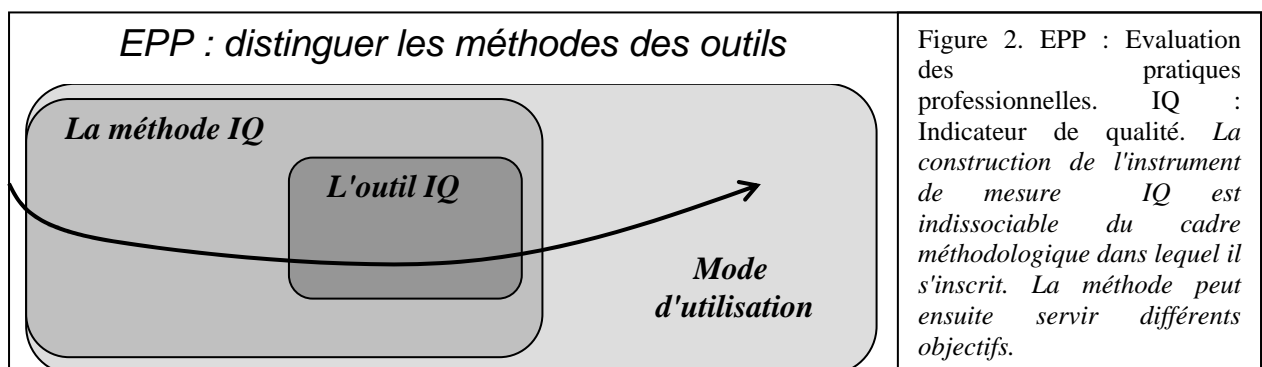 EPP : distinguer les méthodes des outils
La méthode IQ
L'outil IQ
Mode
d'utilisation
Figure 2. EPP : Evaluation
des pratiques
professionnelles. IQ :
Indicateur de qualité. La
construction de l'instrument
de mesure IQ est
indissociable du cadre
méthodologique dans lequel il
s'inscrit. La méthode peut
ensuite servir différents
objectifs.